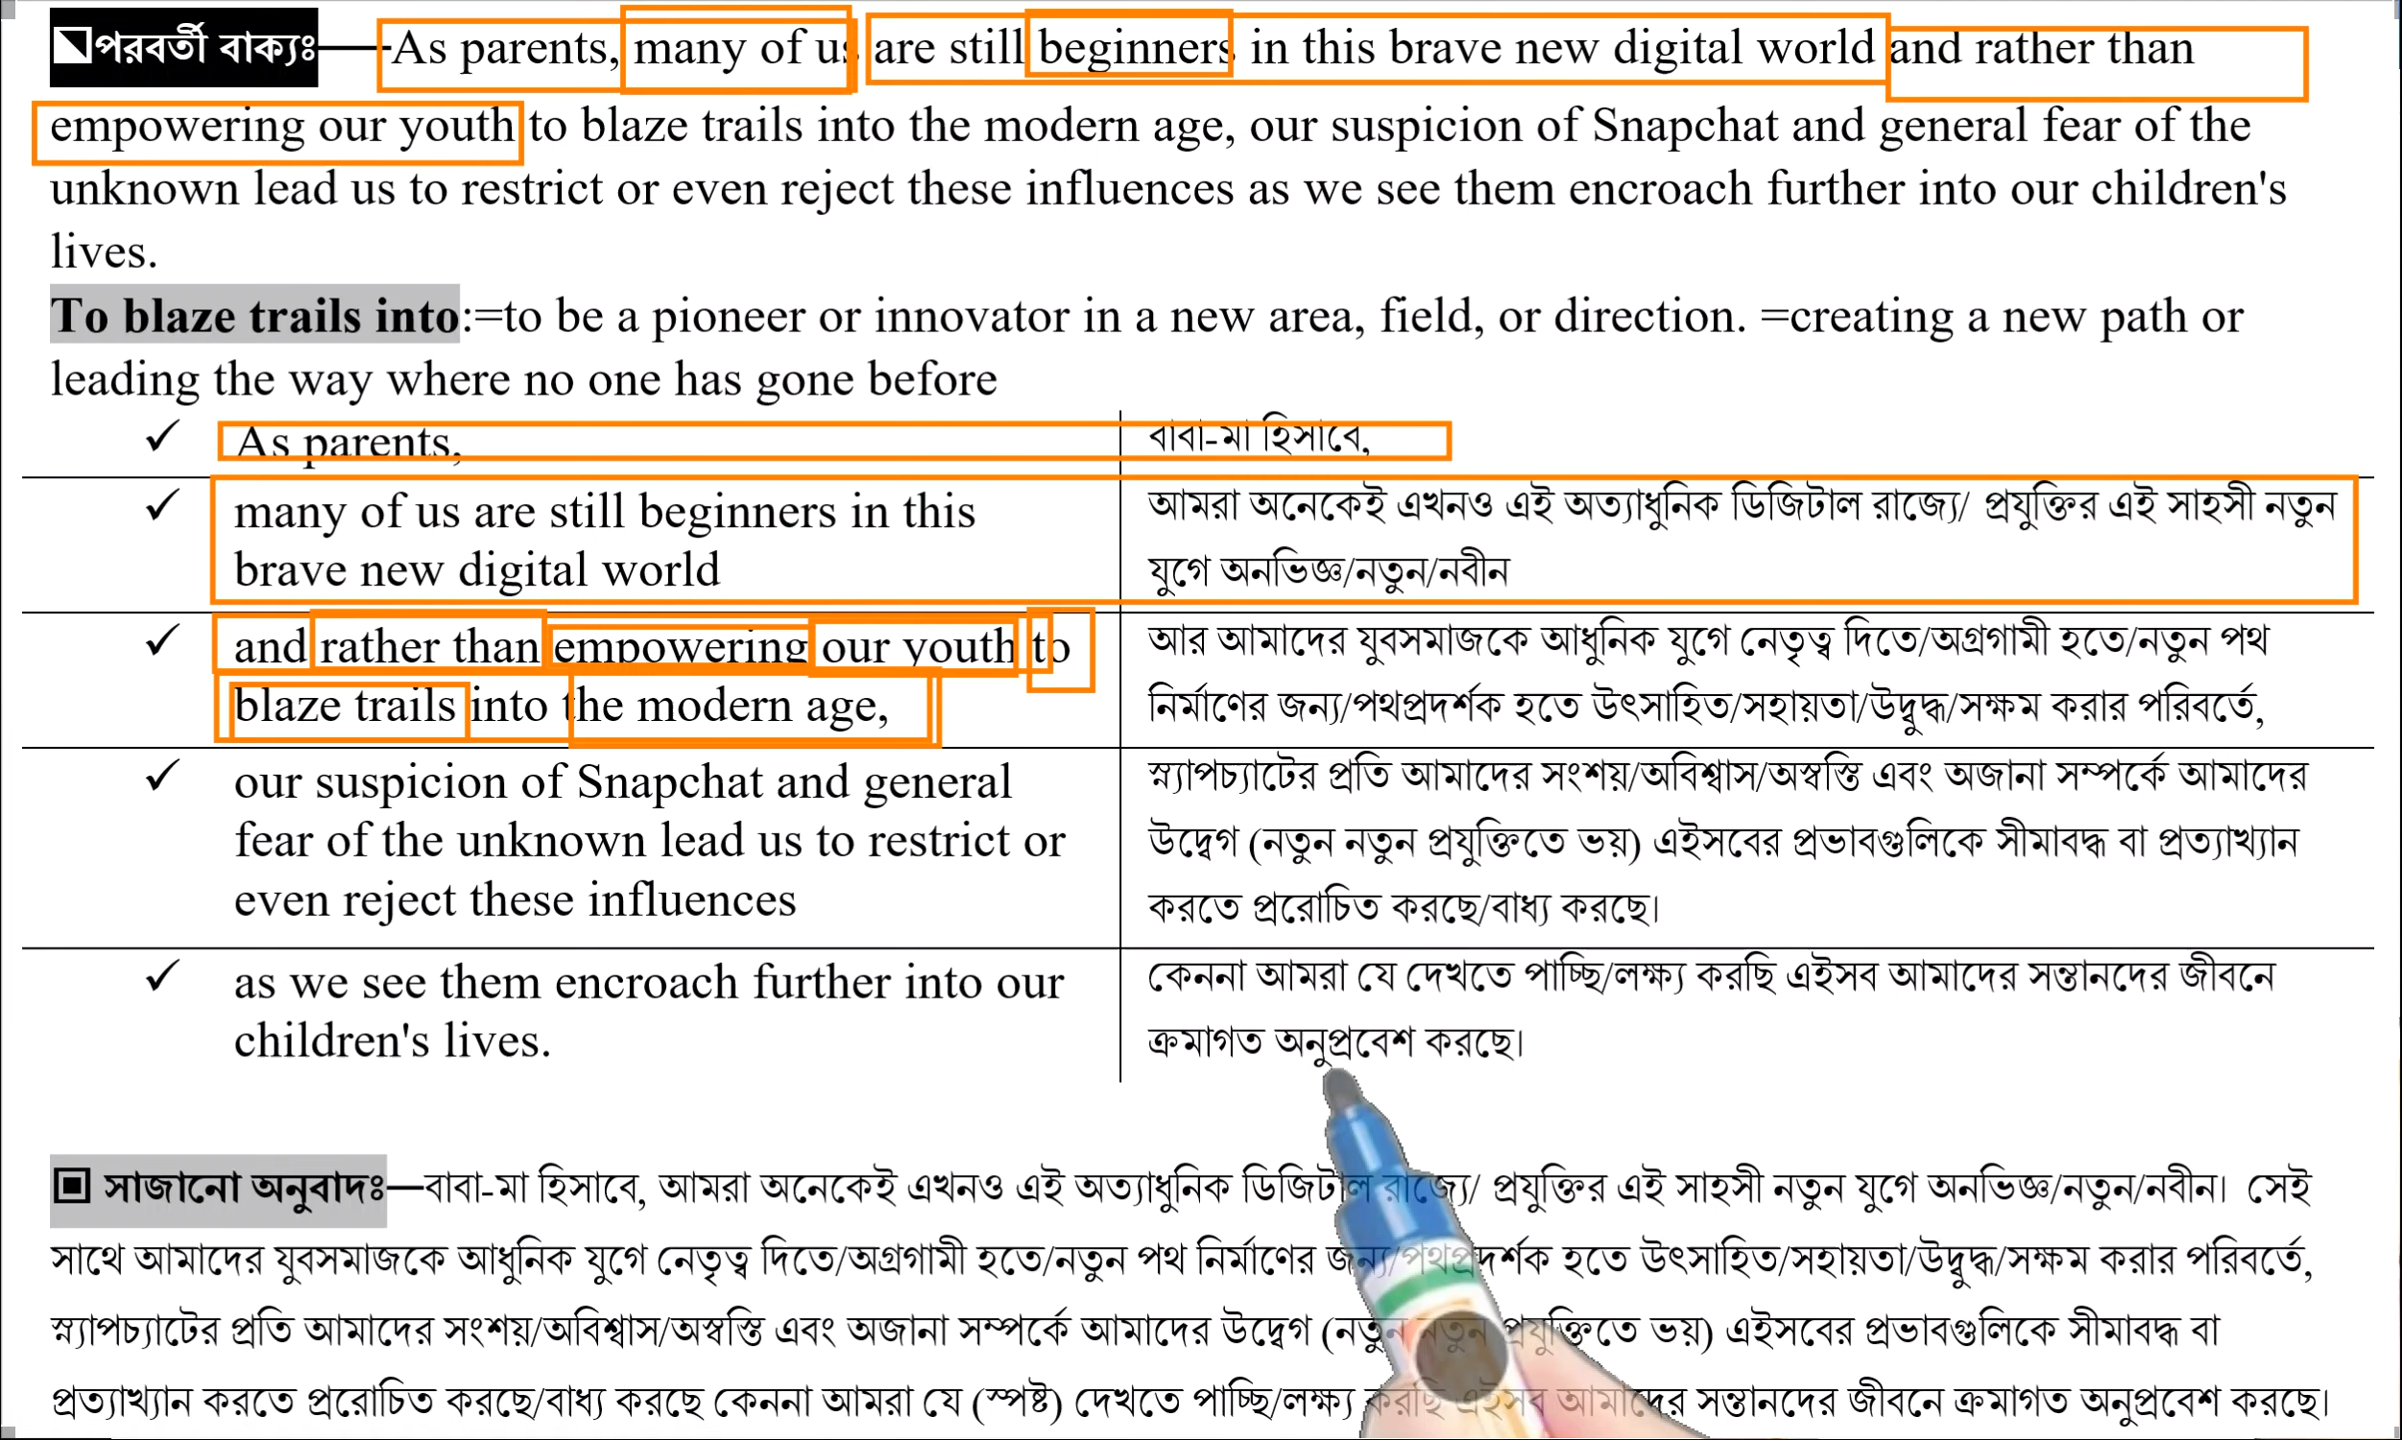 পরবর্তী বাক্যঃ—As parents, many of us are still beginners in this brave new digital world and rather than
empowering our youth to blaze trails into the modern age, our suspicion of Snapchat and general fear of the
unknown lead us to restrict or even reject these influences as we see them encroach further into our children's
lives.
To blaze trails into:=to be a pioneer or innovator in a new area, field, or direction. =creating a new path or
leading the way where no one has gone before
✓ As parents,
বাবা-মা হিসাবে,
✓ many of us are still beginners in this
brave new digital world
আমরা অনেকেই এখনও এই অত্যাধুনিক ডিজিটাল রাজ্যে/ প্রযুক্তির এই সাহসী নতুন
যুগে অনভিজ্ঞ/নতুন/নবীন
✓ and rather than empowering our youth to
blaze trails into the modern age,
আর আমাদের যুবসমাজকে আধুনিক যুগে নেতৃত্ব দিতে/অগ্রগামী হতে/নতুন পথ
নির্মাণের জন্য/পথপ্রদর্শক হতে উৎসাহিত/সহায়তা/উদ্বুদ্ধ/সক্ষম করার পরিবর্তে,
✓ our suspicion of Snapchat and general
fear of the unknown lead us to restrict or
even reject these influences
স্ন্যাপচ্যাটের প্রতি আমাদের সংশয়/অবিশ্বাস/অস্বস্তি এবং অজানা সম্পর্কে আমাদের
উদ্বেগ (নতুন নতুন প্রযুক্তিতে ভয়) এইসবের প্রভাবগুলিকে সীমাবদ্ধ বা প্রত্যাখ্যান
করতে প্ররোচিত করছে/বাধ্য করছে।
✓ as we see them encroach further into our
children's lives.
কেননা আমরা যে দেখতে পাচ্ছি/লক্ষ্য করছি এইসব আমাদের সন্তানদের জীবনে
ক্রমাগত অনুপ্রবেশ করছে।
সাজানো অনুবাদঃ—বাবা-মা হিসাবে, আমরা অনেকেই এখনও এই অত্যাধুনিক ডিজিটাল রাজ্যে/ প্রযুক্তির এই সাহসী নতুন যুগে অনভিজ্ঞ/নতুন/নবীন। সেই
সাথে আমাদের যুবসমাজকে আধুনিক যুগে নেতৃত্ব দিতে/অগ্রগামী হতে/নতুন পথ নির্মাণের জন্য/পথপ্রদর্শক হতে উৎসাহিত/সহায়তা/উদ্বুদ্ধ/সক্ষম করার পরিবর্তে,
স্ন্যাপচ্যাটের প্রতি আমাদের সংশয়/অবিশ্বাস/অস্বস্তি এবং অজানা সম্পর্কে আমাদের উদ্বেগ (নতুন নতুন প্রযুক্তিতে ভয়) এইসবের প্রভাবগুলিকে সীমাবদ্ধ বা
প্রত্যাখ্যান করতে প্ররোচিত করছে/বাধ্য করছে কেননা আমরা যে (স্পষ্ট) দেখতে পাচ্ছি/লক্ষ্য করছি এইসব আমাদের সন্তানদের জীবনে ক্রমাগত অনুপ্রবেশ করছে।